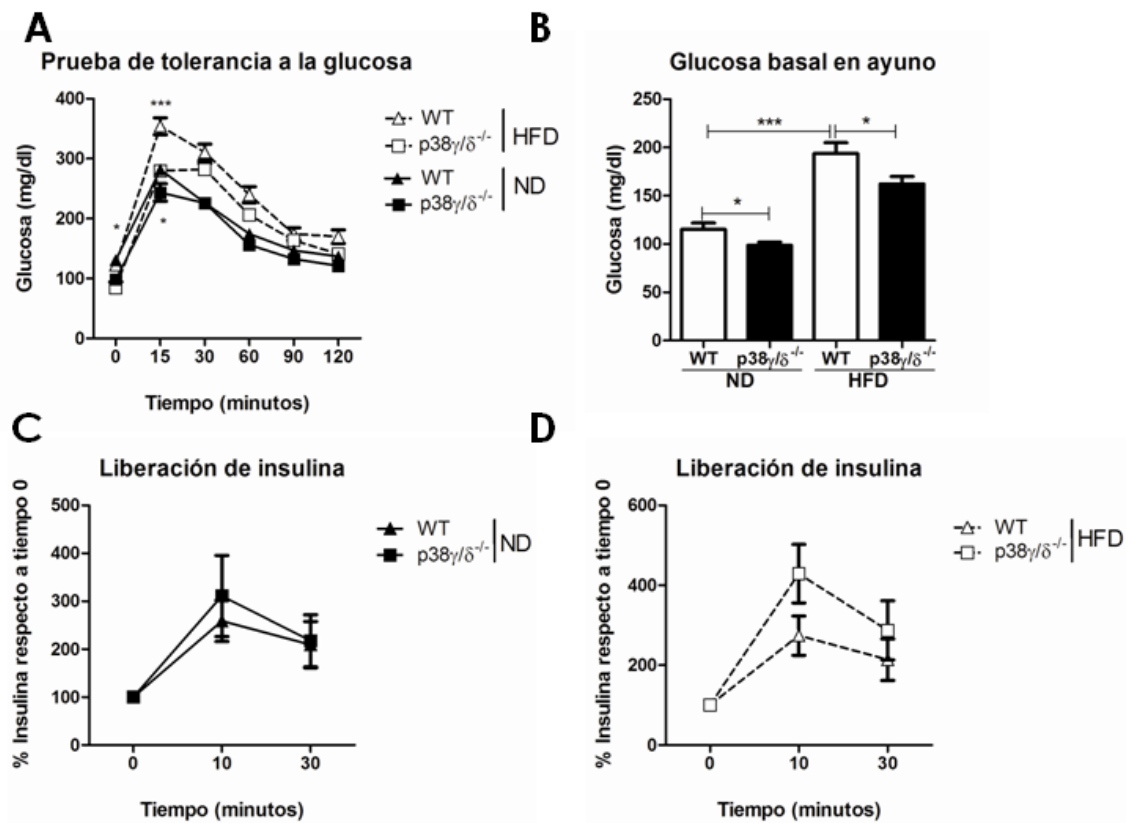 A
Prueba de tolerancia a la glucosa
Glucosa (mg/dl)
400
300
200
100
0
***
*
*
0 15 30 60 90 120
Tiempo (minutos)
WT
p38γ/δ-/-
HFD
WT
p38γ/δ-/-
ND
B
Glucosa basal en ayuno
Glucosa (mg/dl)
250
200
150
100
50
0
*** *
*
WT p38γ/δ-/- WT p38γ/δ-/-
ND HFD
C
Liberación de insulina
% Insulina respecto a tiempo 0
500
400
300
200
100
0
0 10 30
Tiempo (minutos)
WT
p38γ/δ-/-
ND
D
Liberación de insulina
% Insulina respecto a tiempo 0
600
400
200
0
0 10 30
Tiempo (minutos)
WT
p38γ/δ-/-
HFD